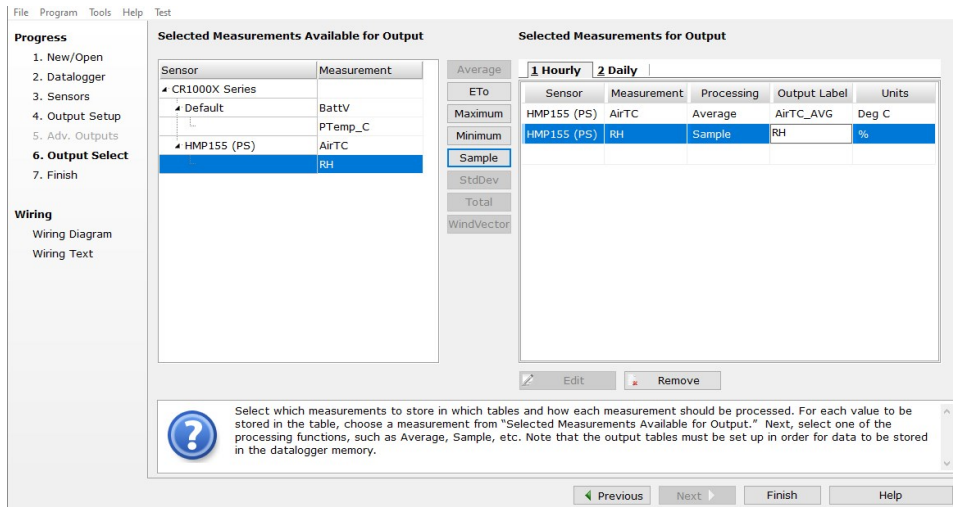 File Program Tools Help Test
Progress
1. New/Open
2. Datalogger
3. Sensors
4. Output Setup
5. Adv. Outputs
6. Output Select
7. Finish
Wiring
Wiring Diagram
Wiring Text
Selected Measurements Available for Output
Sensor Measurement
CR1000X Series
Default BattV
PTemp_C
HMP155 (PS) AirTC
RH
Average
ETo
Maximum
Minimum
Sample
StdDev
Total
WindVector
Selected Measurements for Output
1 Hourly 2 Daily
Sensor Measurement Processing Output Label Units
HMP155 (PS) AirTC Average AirTC_AVG Deg C
HMP155 (PS) RH Sample RH %
Edit Remove
Select which measurements to store in which tables and how each measurement should be processed. For each value to be
stored in the table, choose a measurement from "Selected Measurements Available for Output." Next, select one of the
processing functions, such as Average, Sample, etc. Note that the output tables must be set up in order for data to be stored
in the datalogger memory.
Previous Next Finish Help